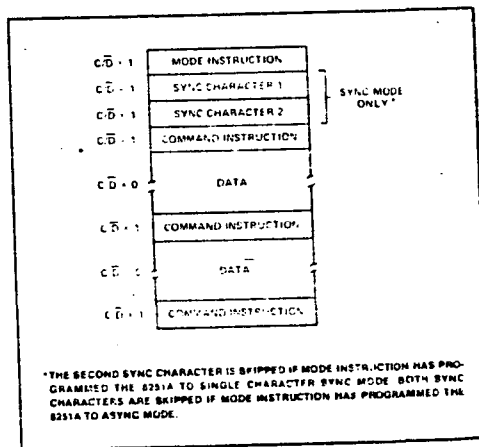 C/D̅ = 1 MODE INSTRUCTION
C/D̅ = 1 SYNC CHARACTER 1
SYNC MODE
ONLY*
C/D̅ = 1 SYNC CHARACTER 2
C/D̅ = 1 COMMAND INSTRUCTION
C/D̅ = 0 DATA
C/D̅ = 1 COMMAND INSTRUCTION
C/D̅ = 0 DATA
C/D̅ = 1 COMMAND INSTRUCTION
*THE SECOND SYNC CHARACTER IS SKIPPED IF MODE INSTRUCTION HAS PRO-
GRAMMED THE 8251A TO SINGLE CHARACTER SYNC MODE. BOTH SYNC
CHARACTERS ARE SKIPPED IF MODE INSTRUCTION HAS PROGRAMMED THE
8251A TO ASYNC MODE.